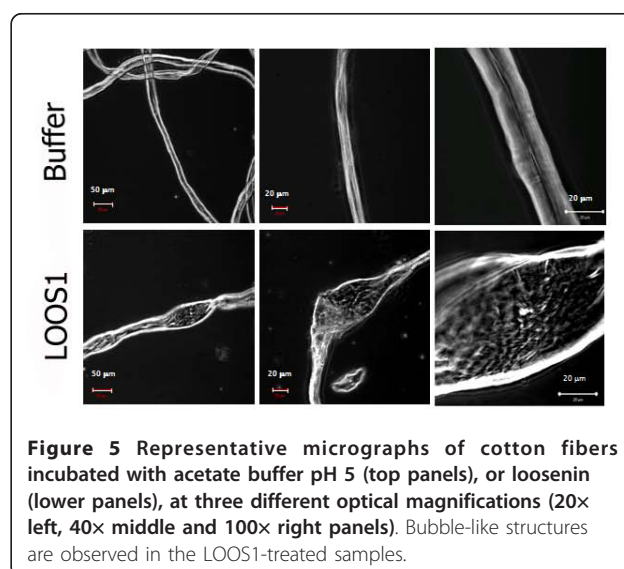 Buffer
50 µm
20 µm
20 µm
LOOS1
50 µm
20 µm
20 µm
Figure 5 Representative micrographs of cotton fibers
incubated with acetate buffer pH 5 (top panels), or loosenin
(lower panels), at three different optical magnifications (20×
left, 40× middle and 100× right panels). Bubble-like structures
are observed in the LOOS1-treated samples.